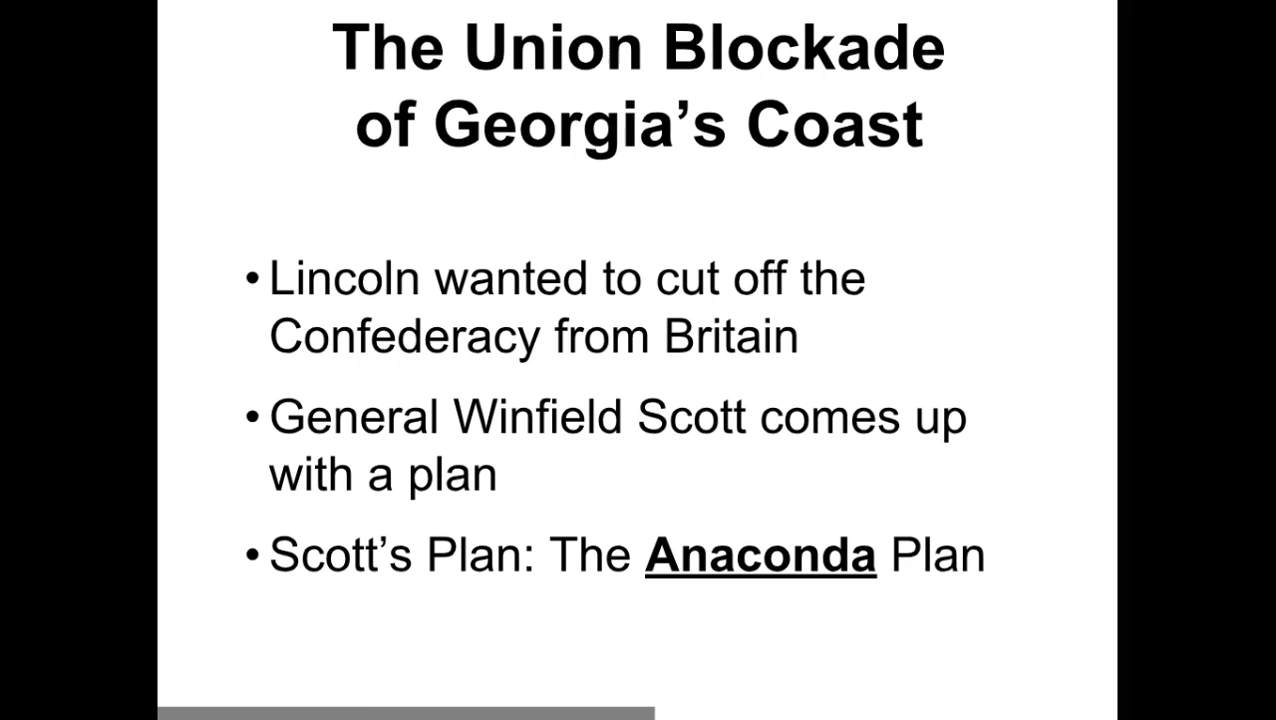 The Union Blockade
of Georgia’s Coast
• Lincoln wanted to cut off the
Confederacy from Britain
• General Winfield Scott comes up
with a plan
• Scott’s Plan: The Anaconda Plan